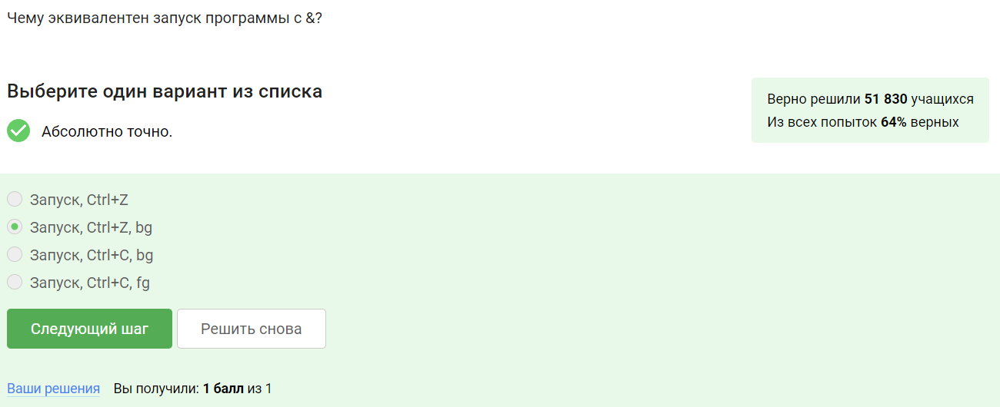 Чему эквивалентен запуск программы с &?
Выберите один вариант из списка
Абсолютно точно.
Верно решили 51 830 учащихся
Из всех попыток 64% верных
Запуск, Ctrl+Z
Запуск, Ctrl+Z, bg
Запуск, Ctrl+C, bg
Запуск, Ctrl+C, fg
Следующий шаг
Решить снова
Ваши решения Вы получили: 1 балл из 1